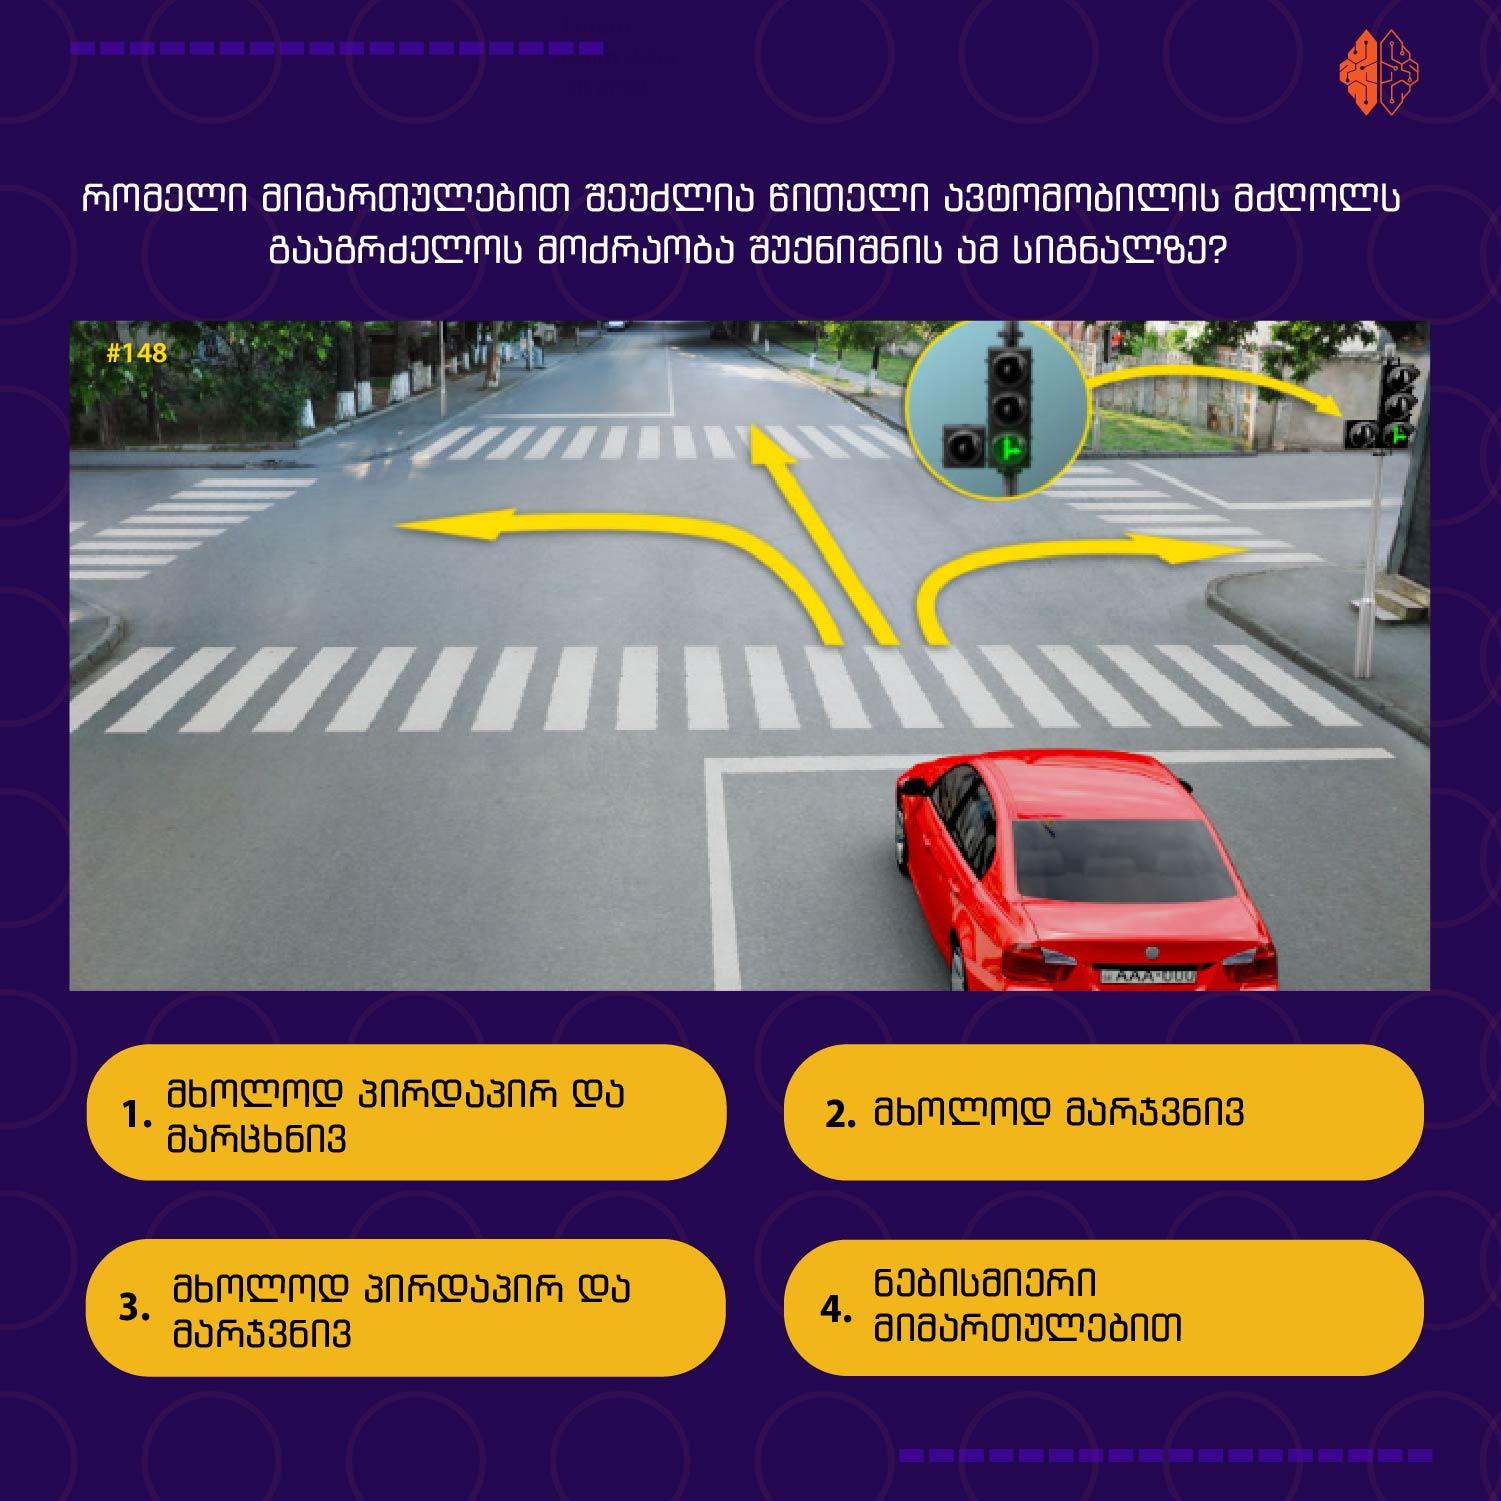 რომელი მიმართულებით შეუძლია წითელი ავტომობილის მძღოლს
გააგრძელოს მოძრაობა შუქნიშნის ამ სიგნალზე?
#148
AAA-000
1. მხოლოდ პირდაპირ და
მარცხნივ
2. მხოლოდ მარჯვნივ
3. მხოლოდ პირდაპირ და
მარჯვნივ
4. ნებისმიერი
მიმართულებით